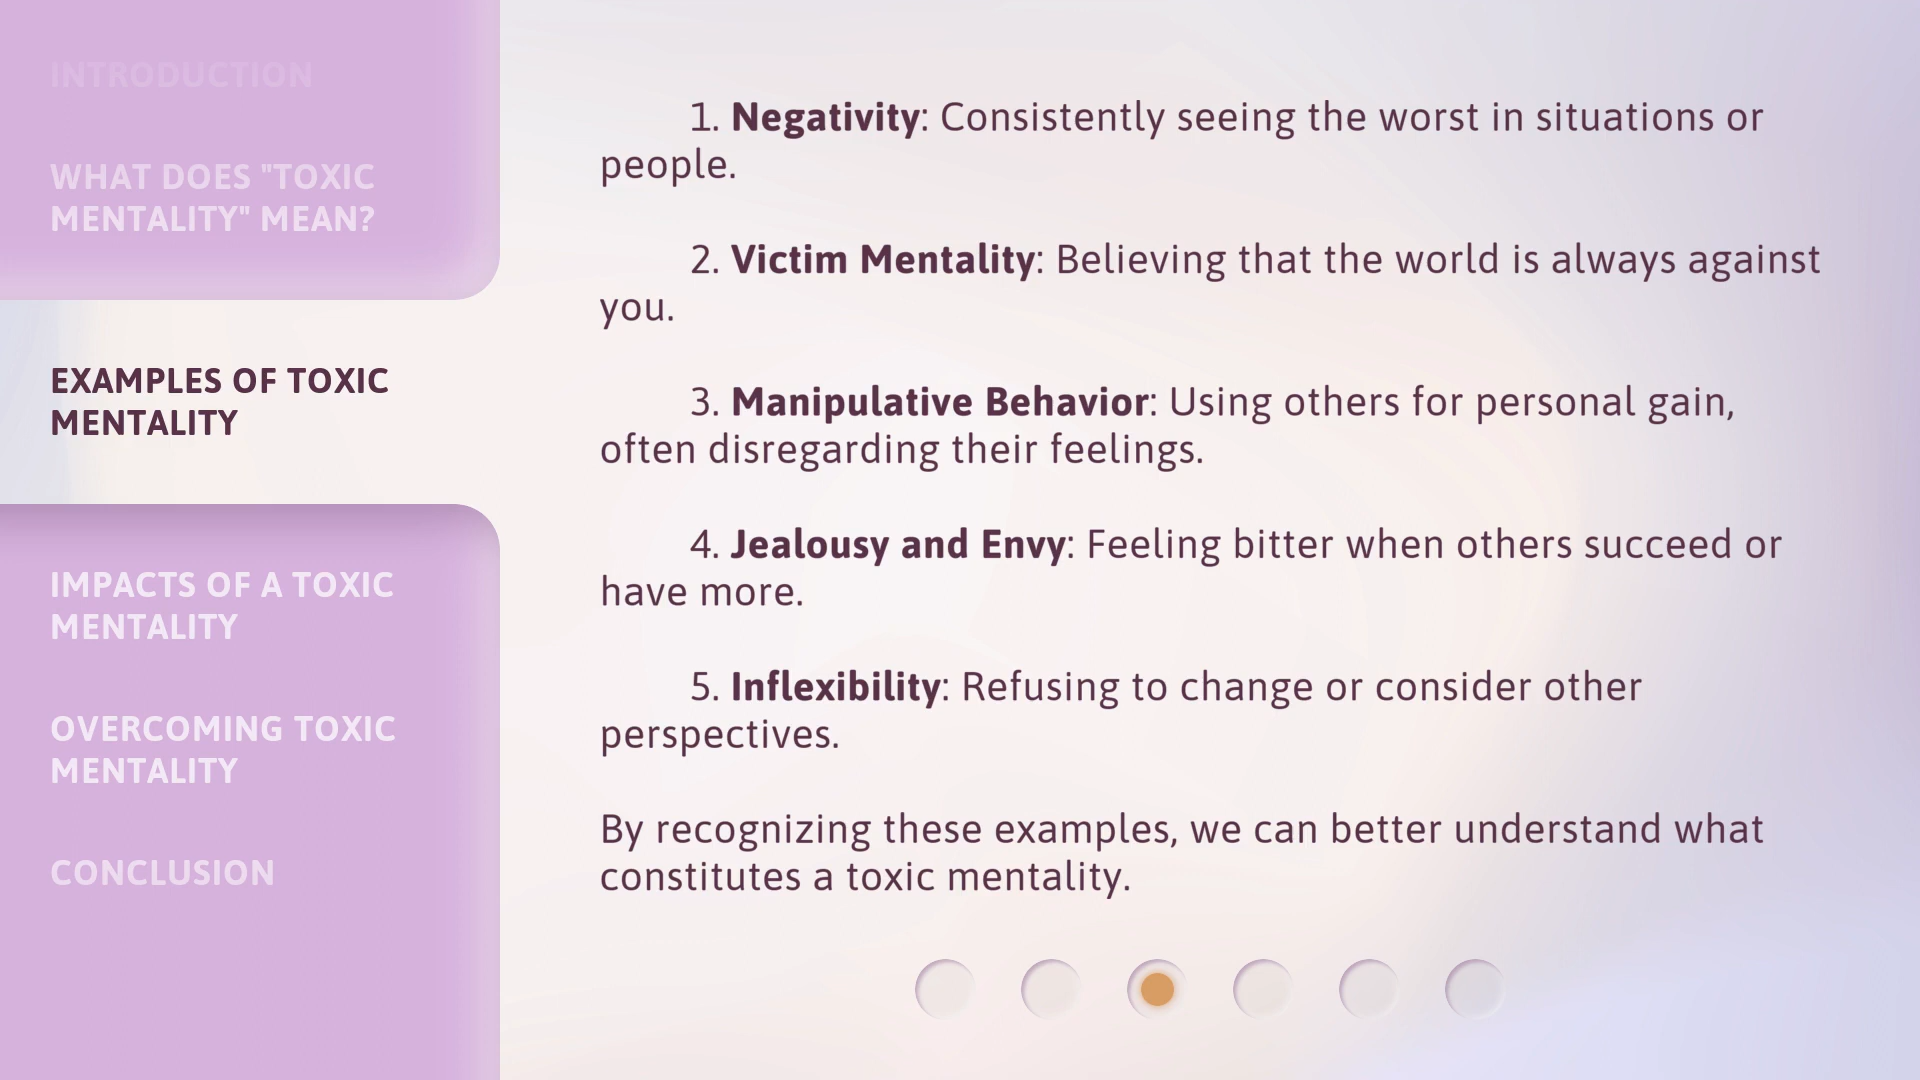 INTRODUCTION
WHAT DOES "TOXIC
MENTALITY" MEAN?
EXAMPLES OF TOXIC
MENTALITY
IMPACTS OF A TOXIC
MENTALITY
OVERCOMING TOXIC
MENTALITY
CONCLUSION
1. Negativity: Consistently seeing the worst in situations or
people.
2. Victim Mentality: Believing that the world is always against
you.
3. Manipulative Behavior: Using others for personal gain,
often disregarding their feelings.
4. Jealousy and Envy: Feeling bitter when others succeed or
have more.
5. Inflexibility: Refusing to change or consider other
perspectives.
By recognizing these examples, we can better understand what
constitutes a toxic mentality.